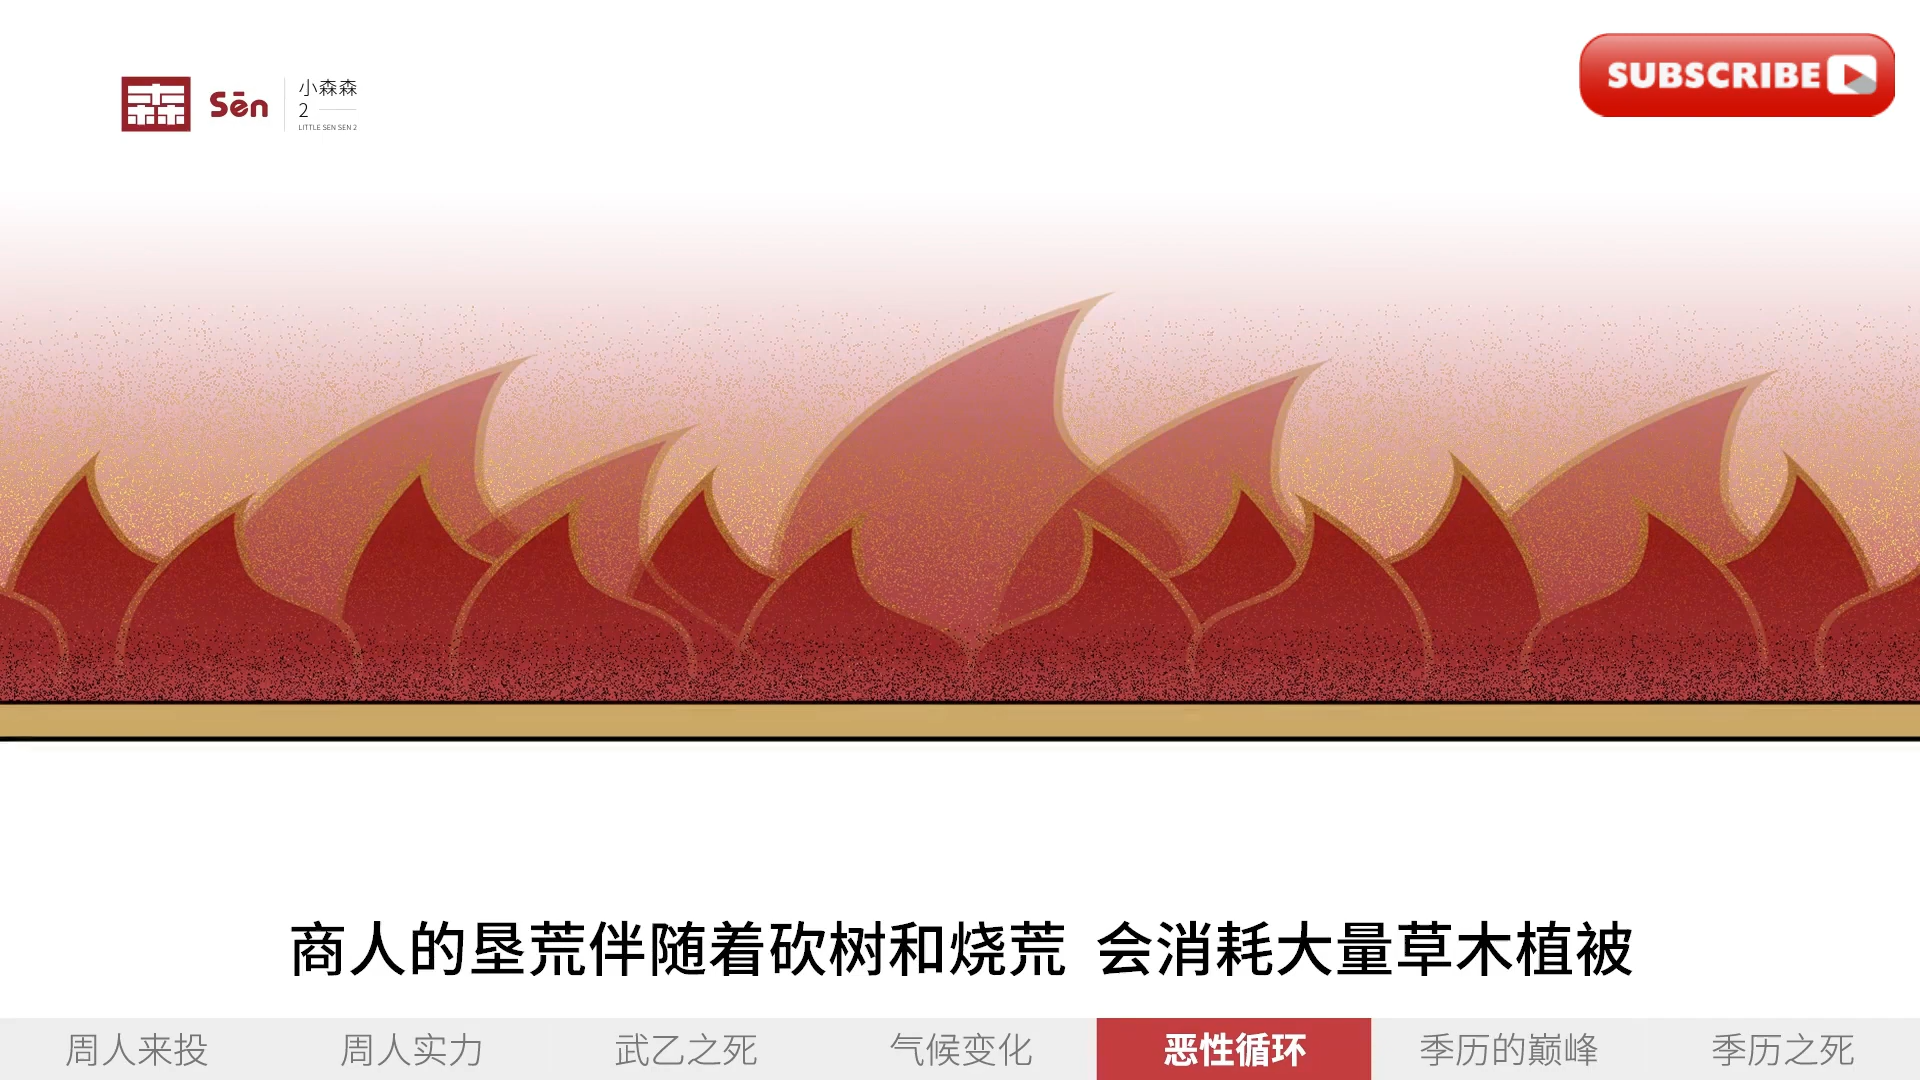 森
Sēn
小森森
2
LITTLE SEN SEN 2
SUBSCRIBE
商人的垦荒伴随着砍树和烧荒 会消耗大量草木植被
周人来投 周人实力 武乙之死 气候变化 恶性循环 季历的巅峰 季历之死